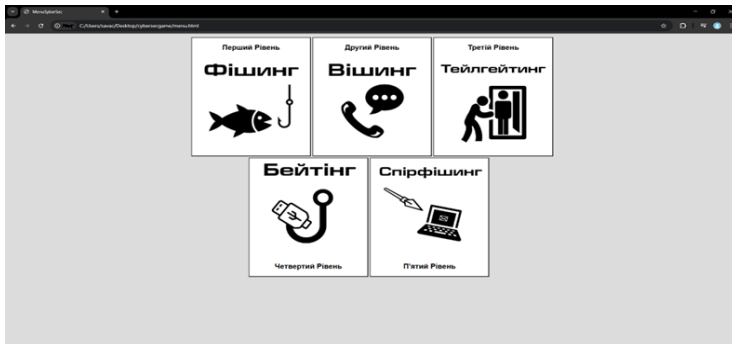 MenuCyberSec
C:/Users/savac/Desktop/cybersecgame/menu.html
Перший Рівень
Другий Рівень
Третій Рівень
Фішинг
Вішинг
Тейлгейтинг
Бейтінг
Спірфішинг
Четвертий Рівень
П'ятий Рівень